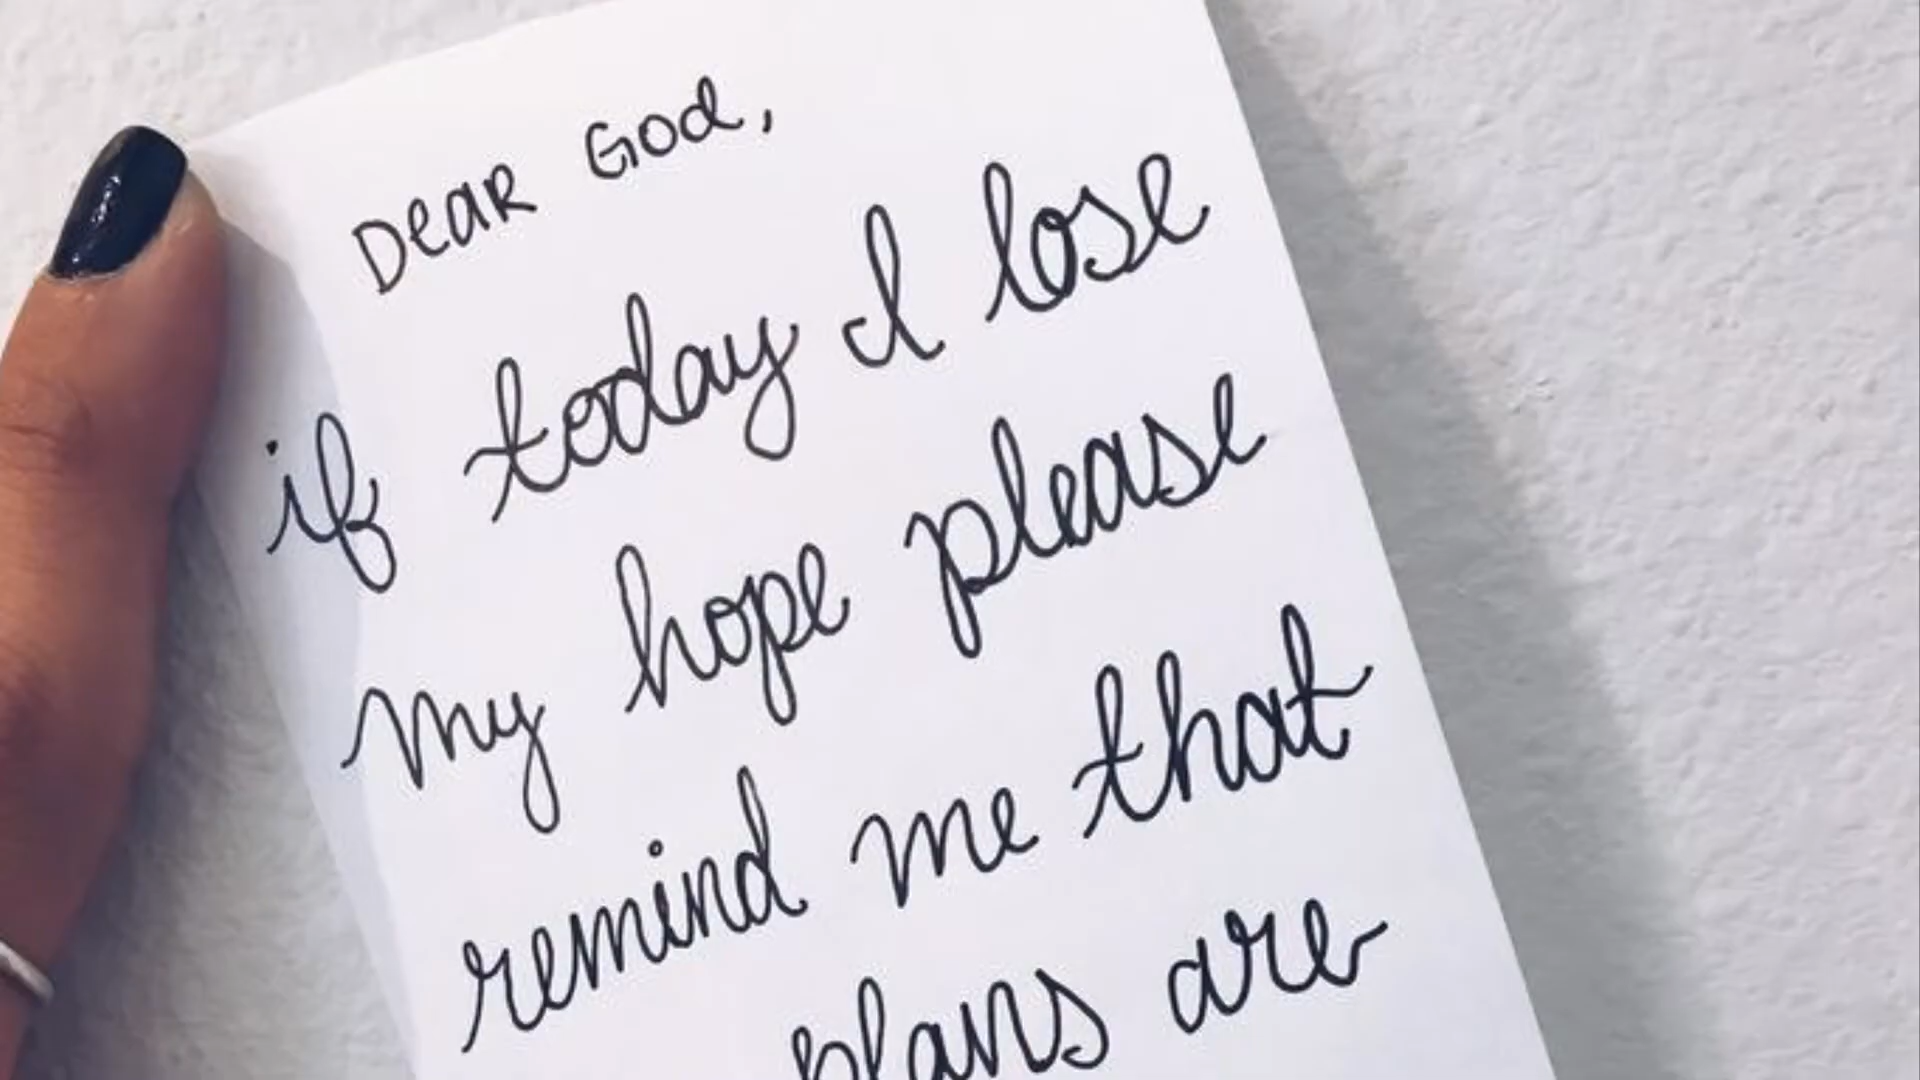 Dear God,
if today I lose
my hope please
remind me that
plans are